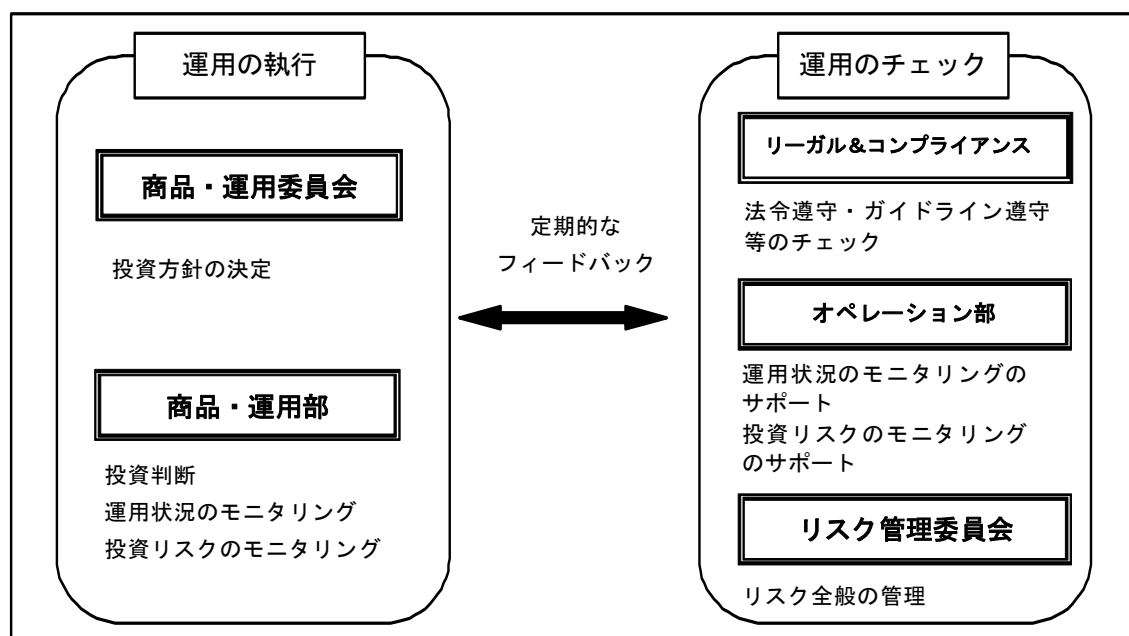 運用の執行
商品・運用委員会
投資方針の決定
商品・運用部
投資判断
運用状況のモニタリング
投資リスクのモニタリング
定期的な
フィードバック
運用のチェック
リーガル&コンプライアンス
法令遵守・ガイドライン遵守
等のチェック
オペレーション部
運用状況のモニタリングの
サポート
投資リスクのモニタリング
のサポート
リスク管理委員会
リスク全般の管理